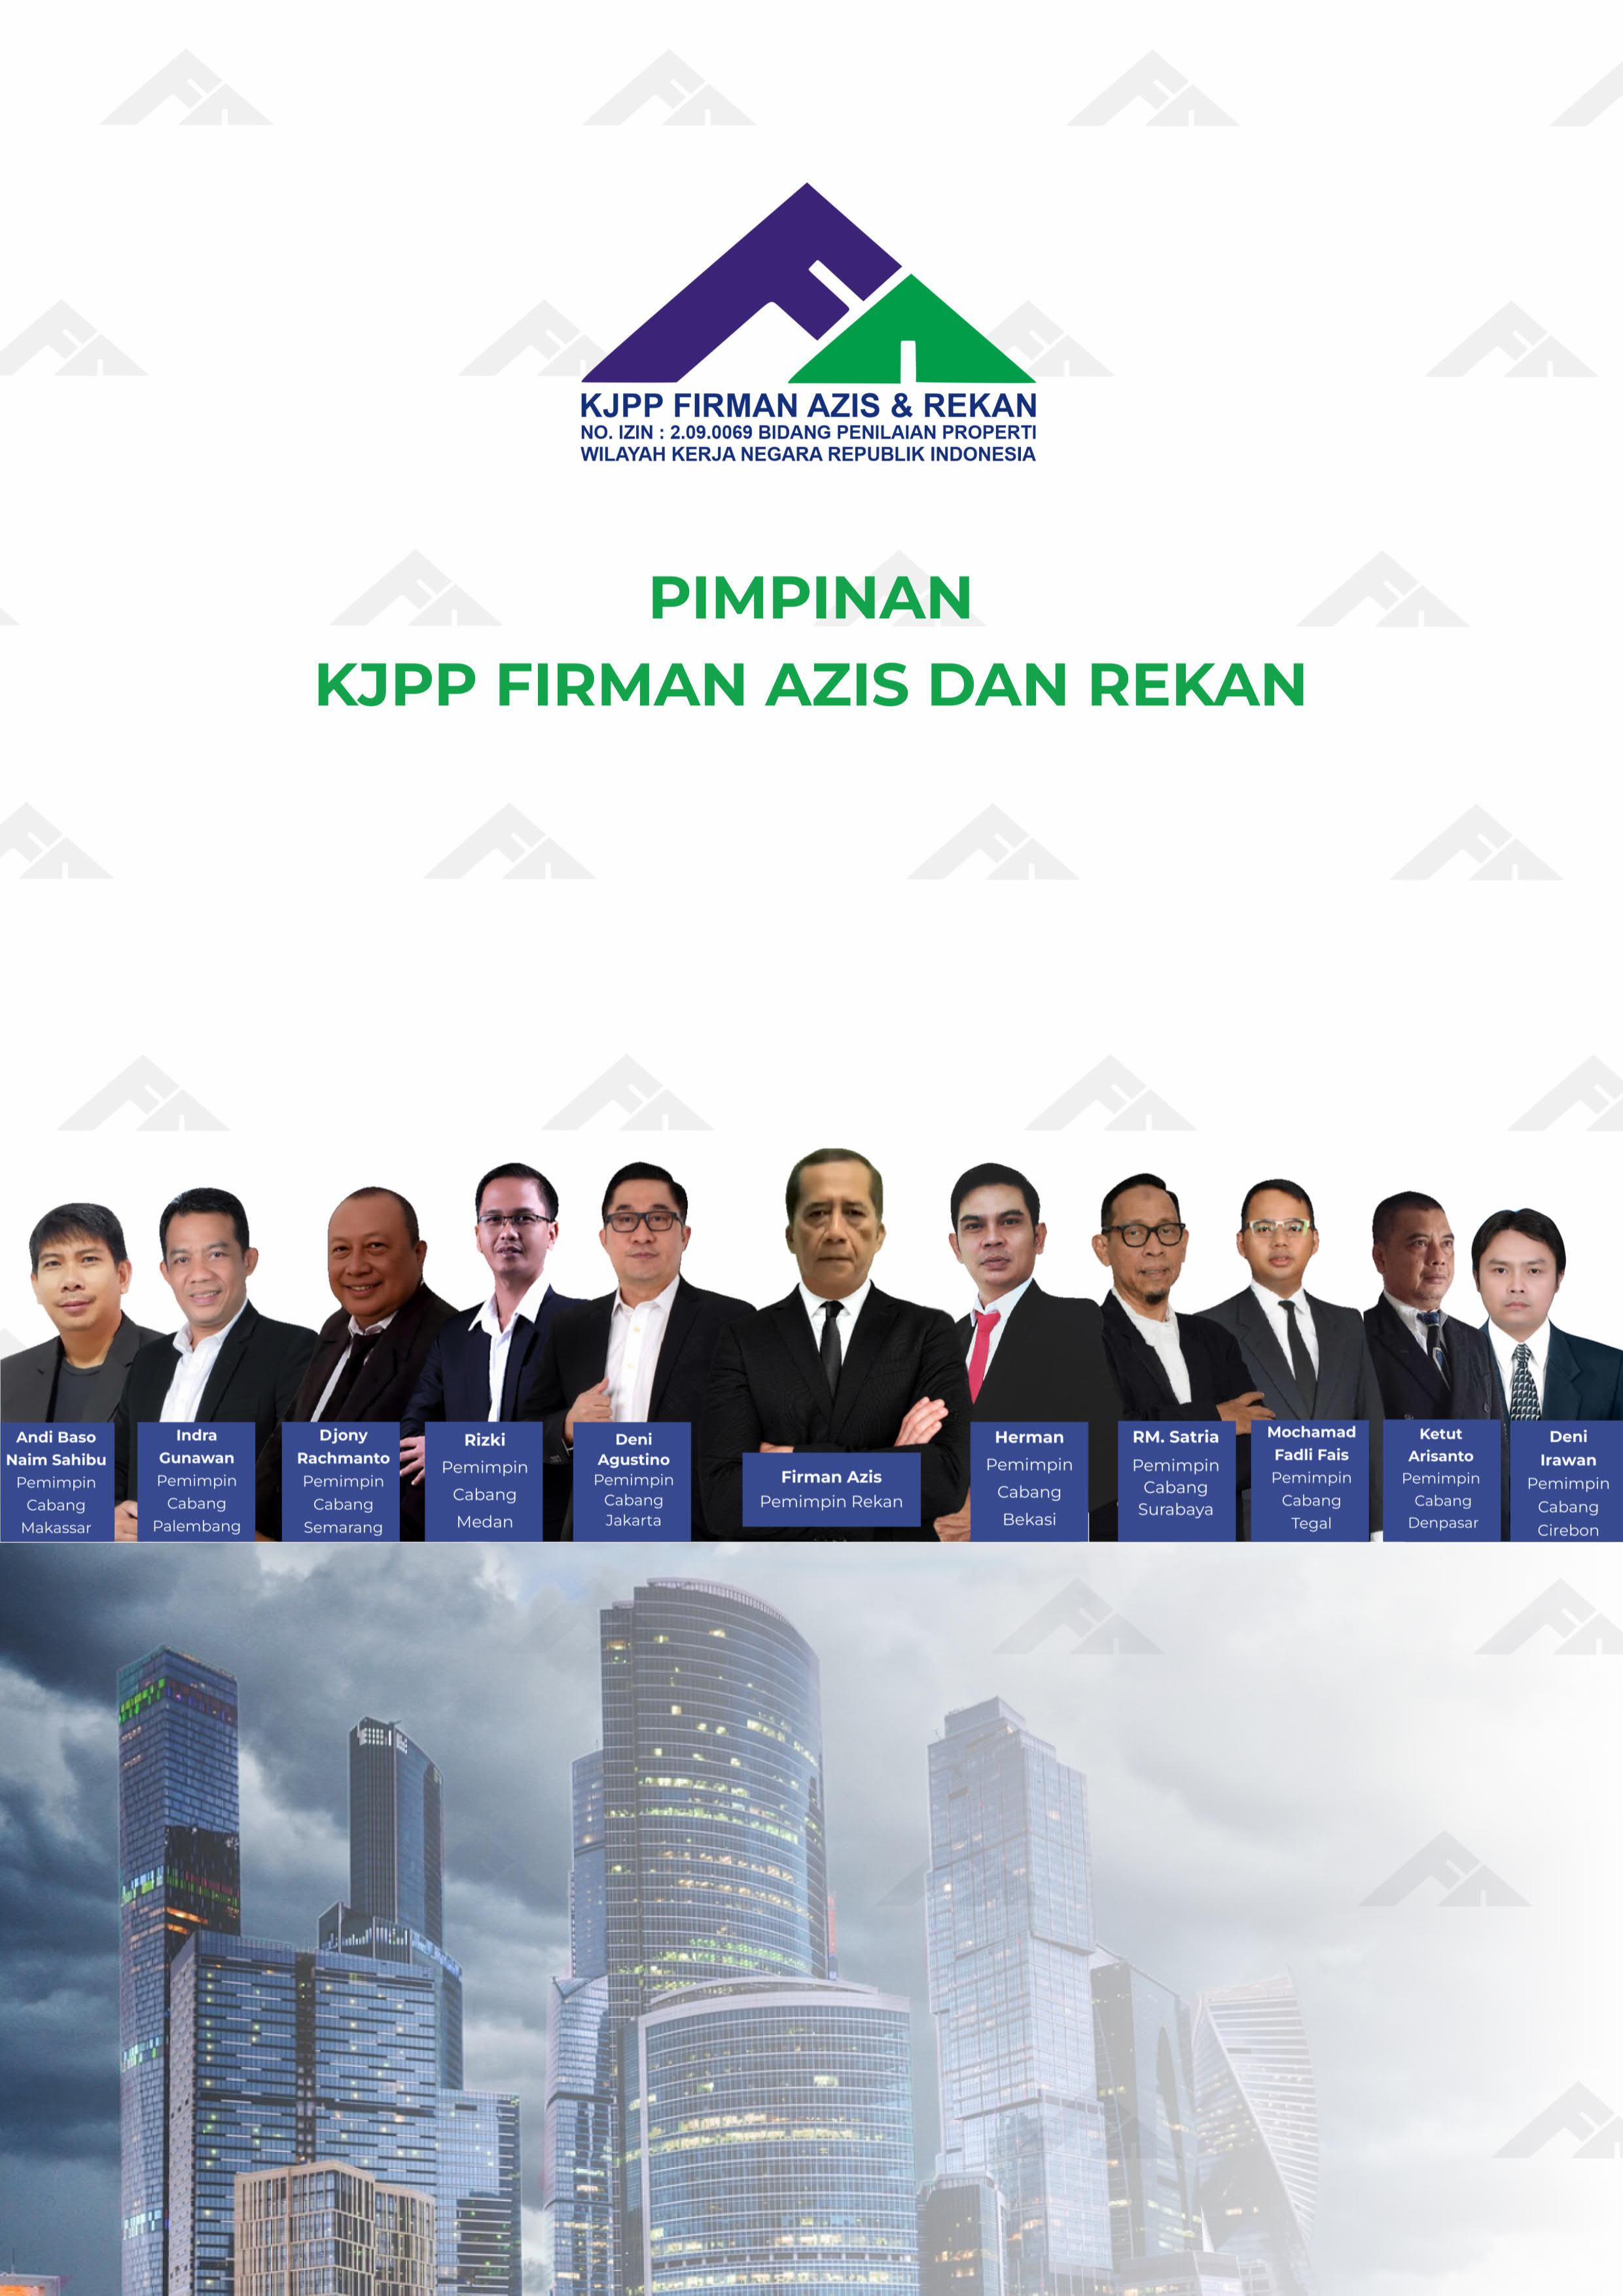 KJPP FIRMAN AZIS & REKAN
NO. IZIN : 2.09.0069 BIDANG PENILAIAN PROPERTI
WILAYAH KERJA NEGARA REPUBLIK INDONESIA
PIMPINAN
KJPP FIRMAN AZIS DAN REKAN
Andi Baso
Naim Sahibu
Pemimpin
Cabang
Makassar
Indra
Gunawan
Pemimpin
Cabang
Palembang
Djony
Rachmanto
Pemimpin
Cabang
Semarang
Rizki
Pemimpin
Cabang
Medan
Deni
Agustino
Pemimpin
Cabang
Jakarta
Firman Azis
Pemimpin Rekan
Herman
Pemimpin
Cabang
Bekasi
RM. Satria
Pemimpin
Cabang
Surabaya
Mochamad
Fadli Fais
Pemimpin
Cabang
Tegal
Ketut
Arisanto
Pemimpin
Cabang
Denpasar
Deni
Irawan
Pemimpin
Cabang
Cirebon